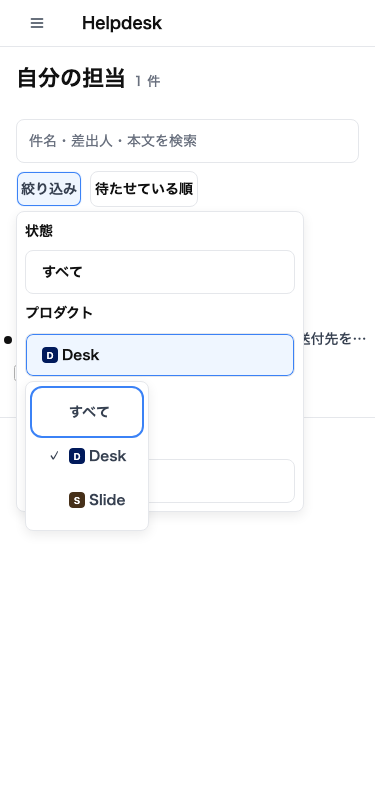 Helpdesk
自分の担当 1 件
件名・差出人・本文を検索
絞り込み 待たせている順
状態
すべて
プロダクト
送付先を…
D Desk
すべて
✓ D Desk
S Slide